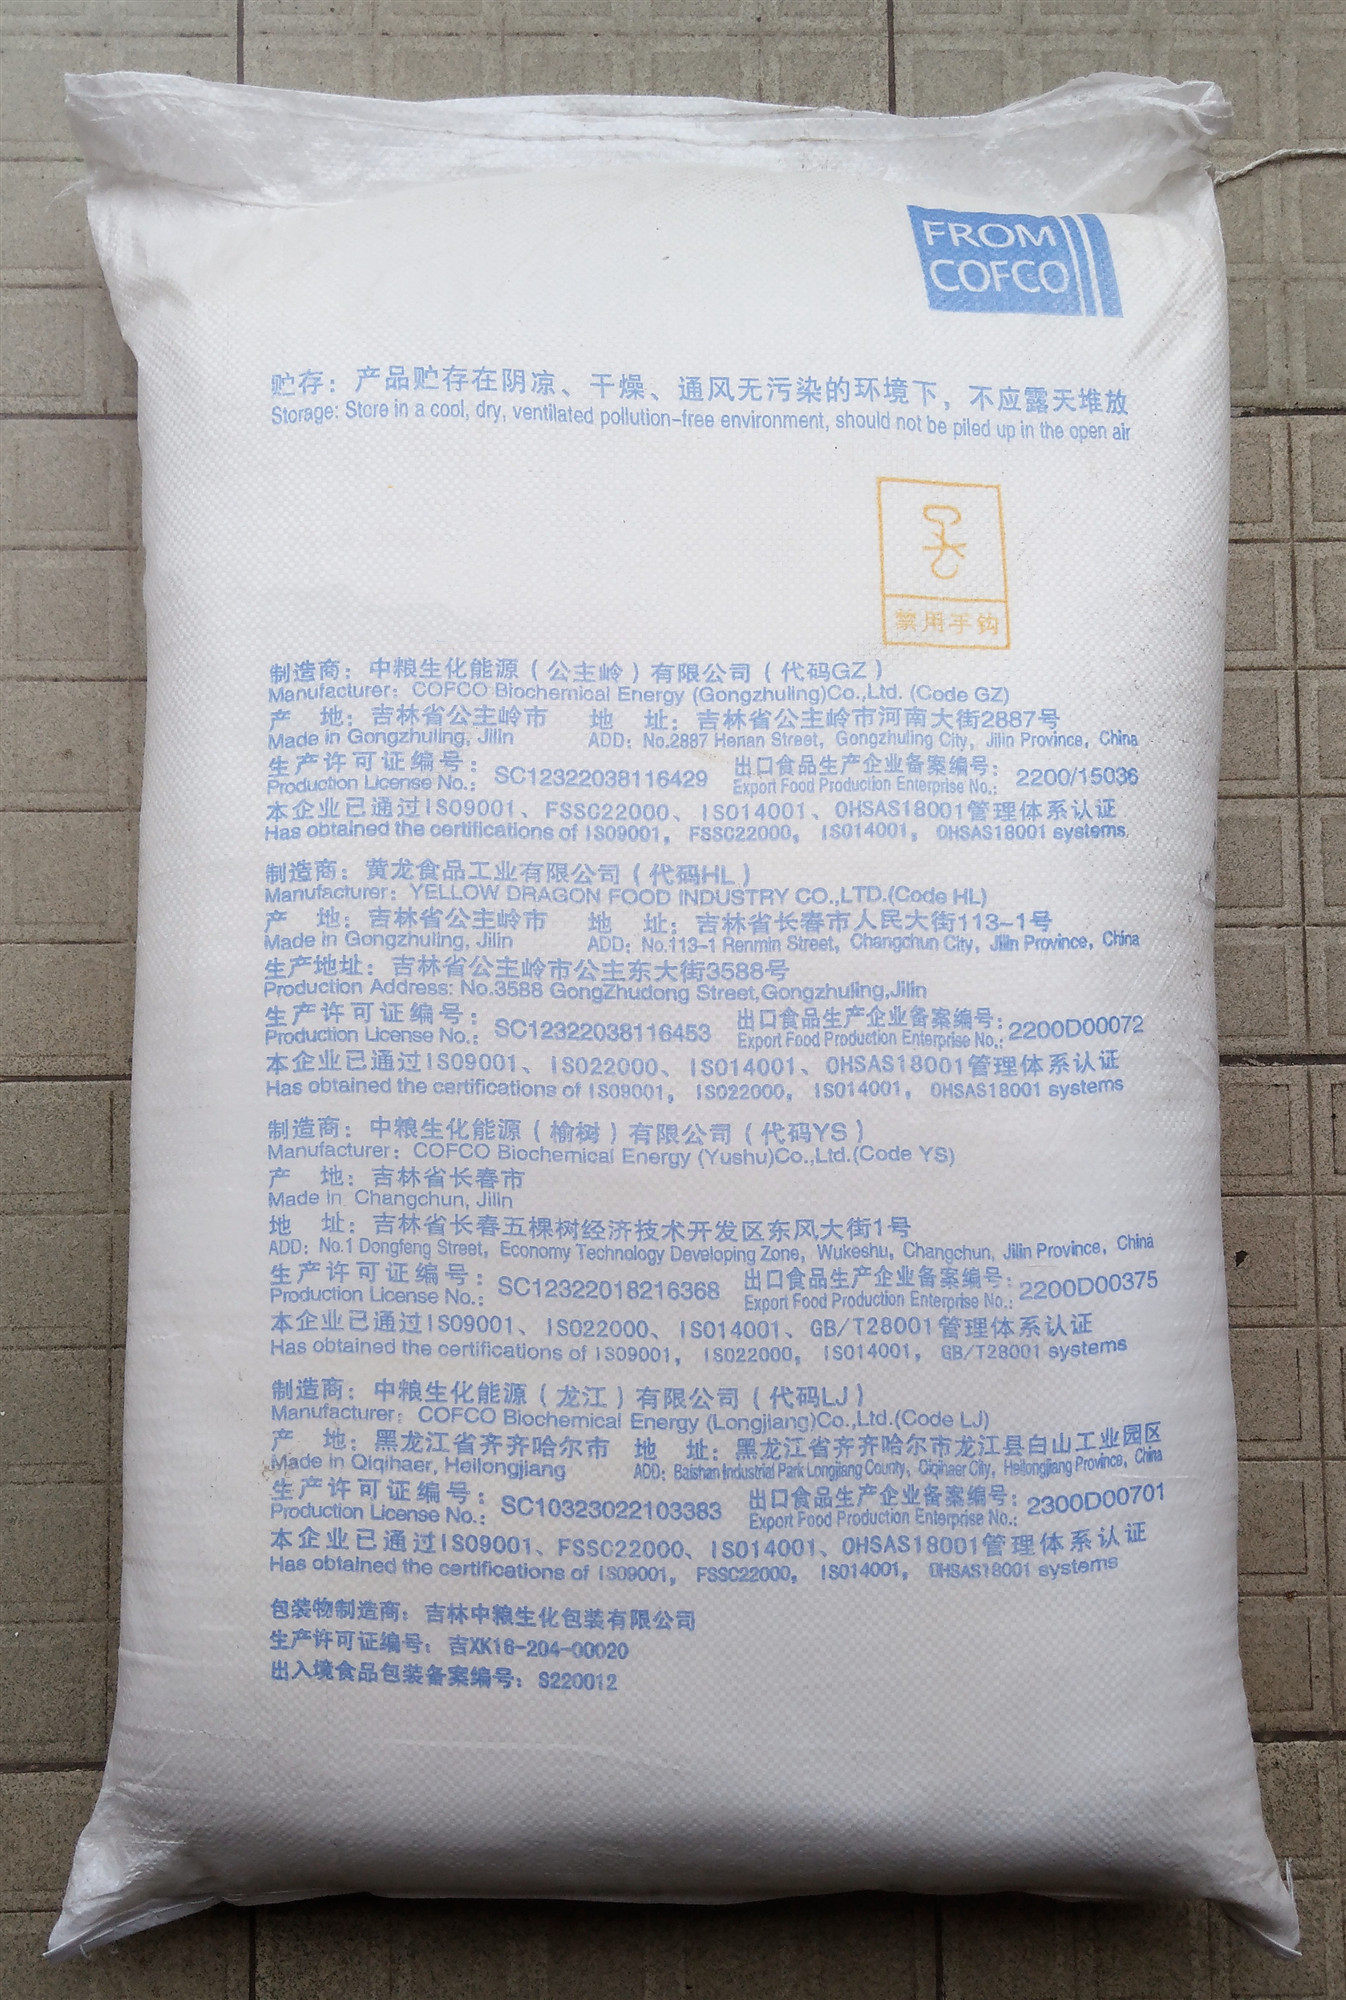 FROM
COFCO
贮存：产品贮存在阴凉、干燥、通风无污染的环境下，不应露天堆放
Storage: Store in a cool, dry, ventilated pollution-free environment, should not be piled up in the open air
禁用手钩
制造商：中粮生化能源（公主岭）有限公司（代码GZ）
Manufacturer: COFCO Biochemical Energy (Gongzhuling)Co.,Ltd. (Code GZ)
产 地：吉林省公主岭市 地 址：吉林省公主岭市河南大街2887号
Made in Gongzhuling, Jilin ADD: No.2887 Henan Street, Gongzhuling City, Jilin Province, China
生产许可证编号： SC12322038116429 出口食品生产企业备案编号： 2200/15036
Production License No.: Export Food Production Enterprise No.:
本企业已通过ISO9001、FSSC22000、ISO14001、OHSAS18001管理体系认证
Has obtained the certifications of ISO9001, FSSC22000, ISO14001, OHSAS18001 systems.
制造商：黄龙食品工业有限公司（代码HL）
Manufacturer: YELLOW DRAGON FOOD INDUSTRY CO.,LTD.(Code HL)
产 地：吉林省公主岭市 地 址：吉林省长春市人民大街113-1号
Made in Gongzhuling, Jilin ADD: No.113-1 Renmin Street, Changchun City, Jilin Province, China
生产地址：吉林省公主岭市公主东大街3588号
Production Address: No.3588 GongZhudong Street,Gongzhuling,Jilin
生产许可证编号： SC12322038116453 出口食品生产企业备案编号： 2200D00072
Production License No.: Export Food Production Enterprise No.:
本企业已通过ISO9001、ISO22000、ISO14001、OHSAS18001管理体系认证
Has obtained the certifications of ISO9001, ISO22000, ISO14001, OHSAS18001 systems
制造商：中粮生化能源（榆树）有限公司（代码YS）
Manufacturer: COFCO Biochemical Energy (Yushu)Co.,Ltd.(Code YS)
产 地：吉林省长春市
Made in Changchun, Jilin
地 址：吉林省长春五棵树经济技术开发区东风大街1号
ADD: No.1 Dongfeng Street, Economy Technology Developing Zone, Wukeshu, Changchun, Jilin Province, China
生产许可证编号： SC12322018216368 出口食品生产企业备案编号： 2200D00375
Production License No.: Export Food Production Enterprise No.:
本企业已通过ISO9001、ISO22000、ISO14001、GB/T28001管理体系认证
Has obtained the certifications of ISO9001, ISO22000, ISO14001, GB/T28001 systems
制造商：中粮生化能源（龙江）有限公司（代码LJ）
Manufacturer: COFCO Biochemical Energy (Longjiang)Co.,Ltd.(Code LJ)
产 地：黑龙江省齐齐哈尔市 地 址：黑龙江省齐齐哈尔市龙江县白山工业园区
Made in Qiqihaer, Heilongjiang ADD: Baishan Industrial Park Longjiang County, Qiqihaer City, Heilongjiang Province, China
生产许可证编号： SC10323022103383 出口食品生产企业备案编号： 2300D00701
Production License No.: Export Food Production Enterprise No.:
本企业已通过ISO9001、FSSC22000、ISO14001、OHSAS18001管理体系认证
Has obtained the certifications of ISO9001, FSSC22000, ISO14001, OHSAS18001 systems
包装物制造商：吉林中粮生化包装有限公司
生产许可证编号：吉XK16-204-00020
出入境食品包装备案编号：S220012